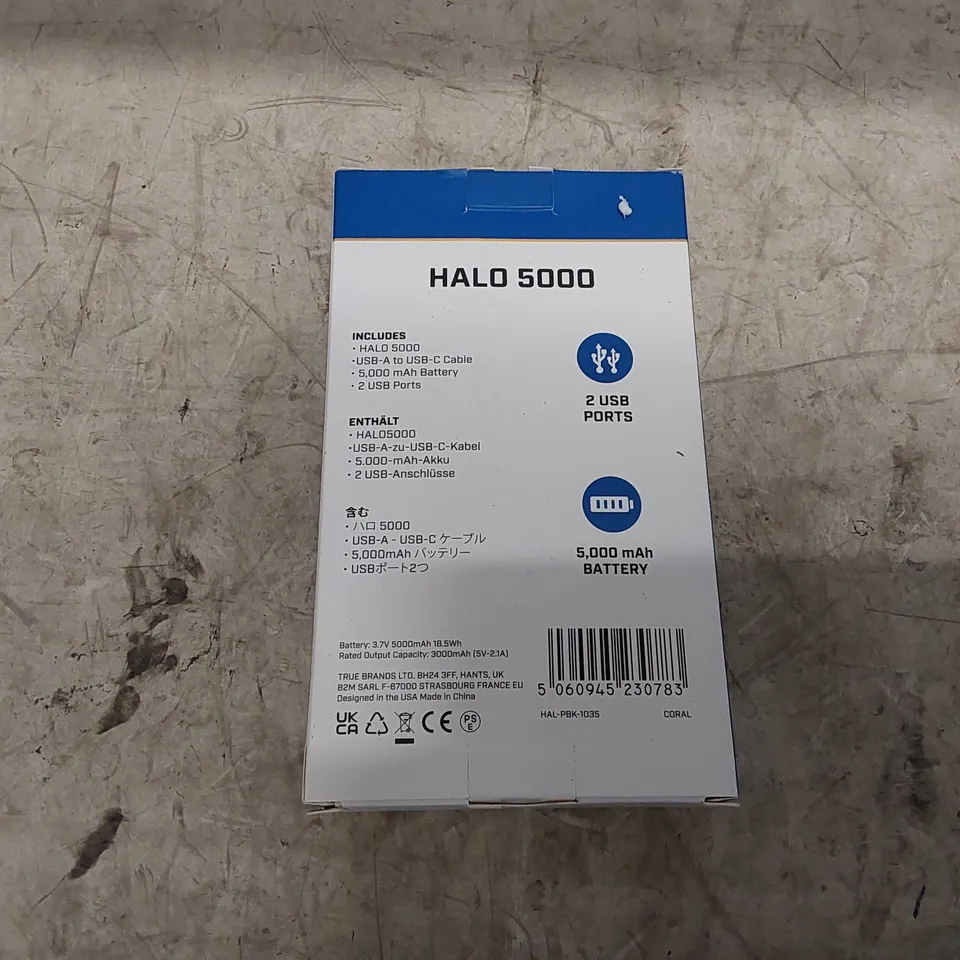 HALO 5000
INCLUDES
· HALO 5000
·USB-A to USB-C Cable
· 5,000 mAh Battery
· 2 USB Ports
2 USB
PORTS
ENTHÄLT
· HALO5000
·USB-A-zu-USB-C-Kabel
· 5.000-mAh-Akku
· 2 USB-Anschlüsse
含む
· ハロ 5000
· USB-A - USB-C ケーブル
· 5,000mAh バッテリー
· USBポート2つ
5,000 mAh
BATTERY
Battery: 3.7V 5000mAh 18.5Wh
Rated Output Capacity: 3000mAh (5V-2.1A)
TRUE BRANDS LTD. BH24 3FF, HANTS, UK
B2M SARL F-67000 STRASBOURG FRANCE EU
Designed in the USA Made in China
UK
CA
CE
PS
E
5 060945 230783
HAL-PBK-1035
CORAL